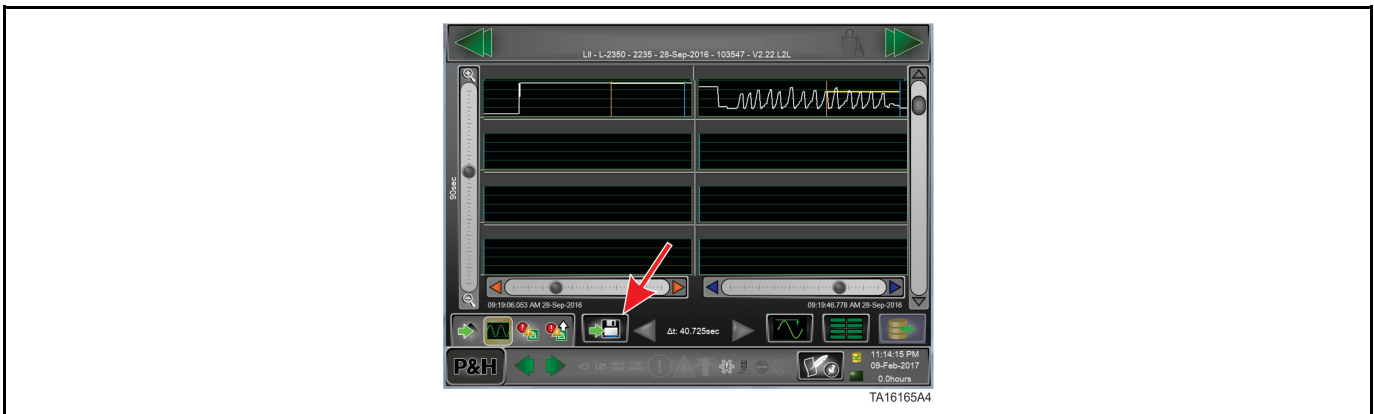 LII - L-2350 - 2235 - 28-Sep-2016 - 103547 - V2.22.L2L
90sec
09:19:06.053 AM 28-Sep-2016
09:19:46.778 AM 28-Sep-2016
Δt: 40.725sec
P&H
LIM
11:14:15 PM
09-Feb-2017
0.0hours
TA16165A4